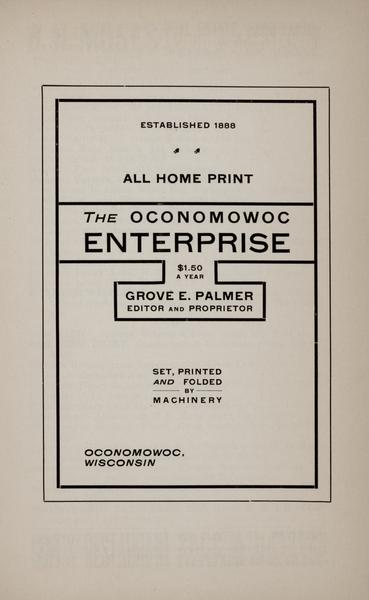 ESTABLISHED 1888
ALL HOME PRINT
THE OCONOMOWOC
ENTERPRISE
$1.50
A YEAR
GROVE E. PALMER
EDITOR AND PROPRIETOR
SET, PRINTED
AND FOLDED
BY
MACHINERY
OCONOMOWOC,
WISCONSIN